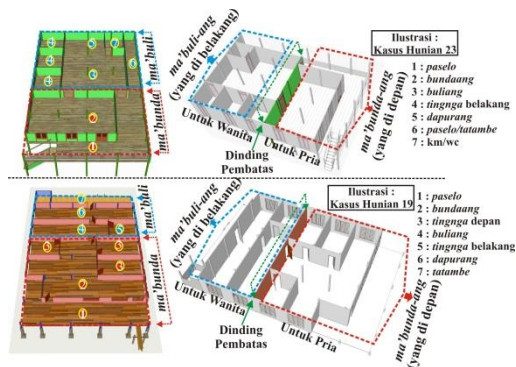 ma'buli
ma'bunda
ma'buli-ang
(yang di belakang)
Untuk Wanita
Dinding
Pembatas
Untuk Pria
ma'bunda-ang
(yang di depan)
Ilustrasi :
Kasus Hunian 23
1 : paselo
2 : bundaang
3 : buliang
4 : tingnga belakang
5 : dapurang
6 : paselo/tatambe
7 : km/wc
ma'buli
ma'bunda
ma'buli-ang
(yang di belakang)
Untuk Wanita
Dinding
Pembatas
Untuk Pria
ma'bunda-ang
(yang di depan)
Ilustrasi :
Kasus Hunian 19
1 : paselo
2 : bundaang
3 : tingnga depan
4 : buliang
5 : tingnga belakang
6 : dapurang
7 : tatambe